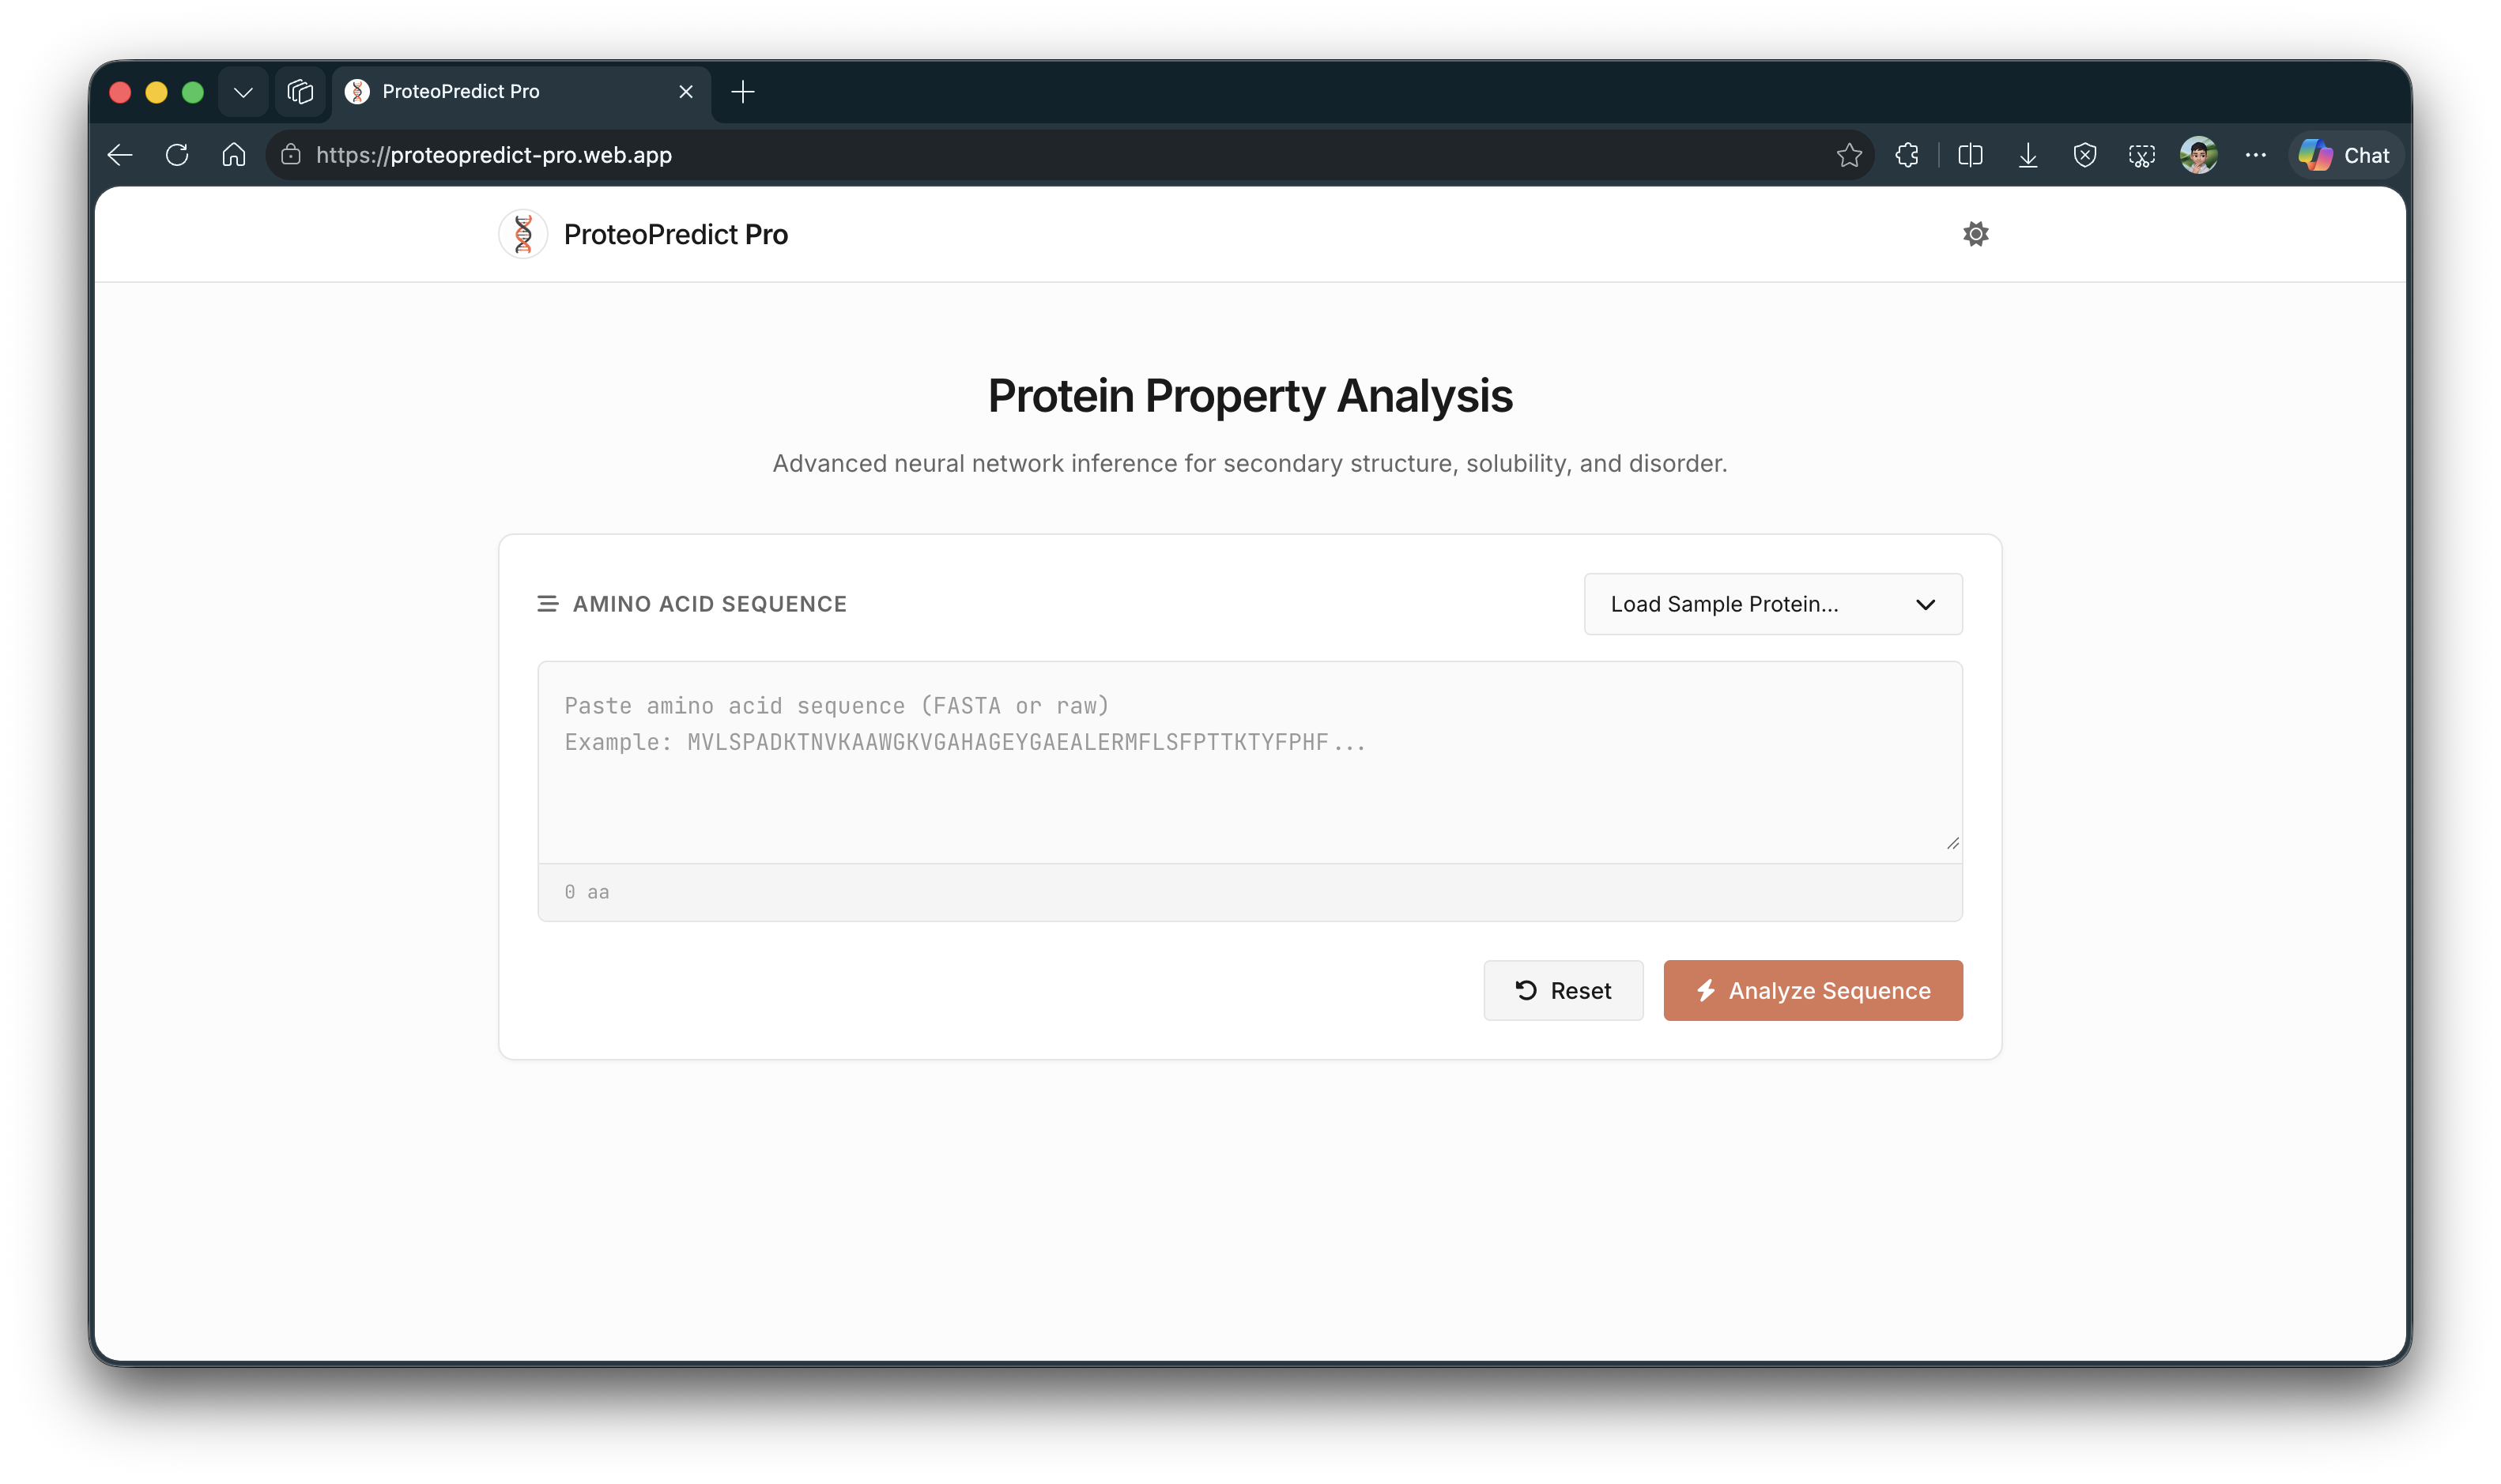 ProteoPredict Pro
https://proteopredict-pro.web.app
Chat
ProteoPredict Pro
Protein Property Analysis
Advanced neural network inference for secondary structure, solubility, and disorder.
AMINO ACID SEQUENCE
Load Sample Protein...
Paste amino acid sequence (FASTA or raw)
Example: MVLSPADKTNVKAAWGKVGAHAGEYGAEALERMFLSFPTTKTYFPHF...
0 aa
Reset
Analyze Sequence